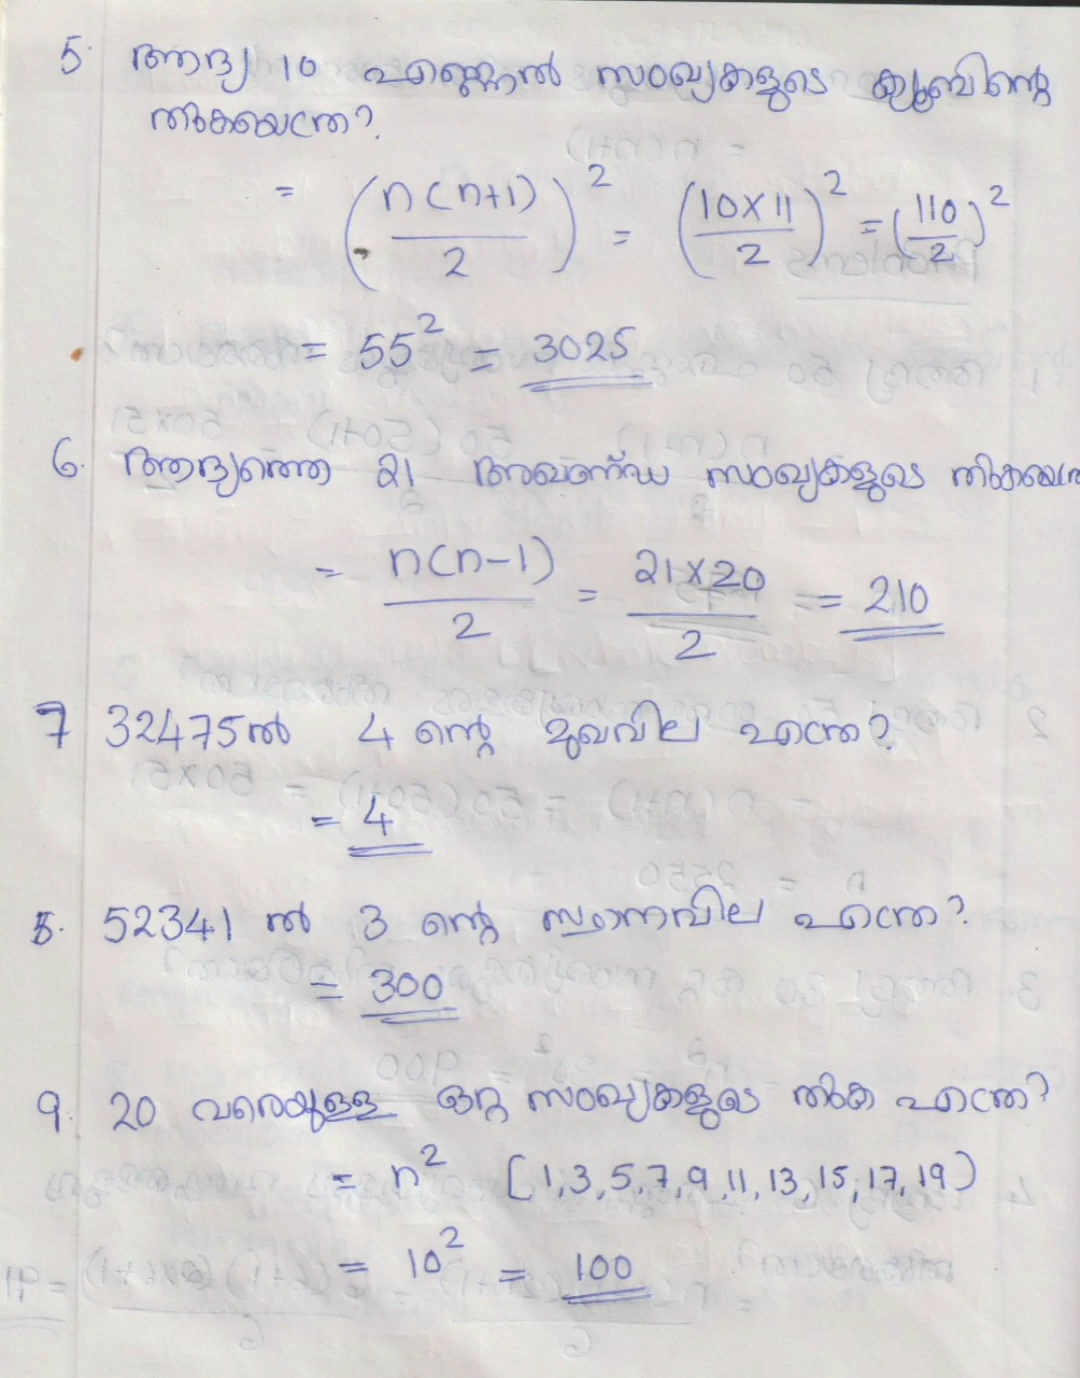 5. ആദ്യ 10 എണ്ണൽ സംഖ്യകളുടെ ക്യൂബിന്റെ
തുകയെന്ത്?
= (n(n+1)/2)² = (10×11/2)² = (110/2)²
= 55² = 3025
6. ആദ്യത്തെ 21 അഖണ്ഡ സംഖ്യകളുടെ
= n(n-1)/2 = 21×20/2 = 210
7 32475ൽ 4 ന്റെ മുഖവില എന്ത്?
= 4
8. 52341 ൽ 3 ന്റെ സ്ഥാനവില എന്ത്?
= 300
9. 20 വരെയുള്ള ഒറ്റ സംഖ്യകളുടെ തുക എന്ത്?
= n² (1,3,5,7,9,11,13,15,17,19)
= 10² = 100